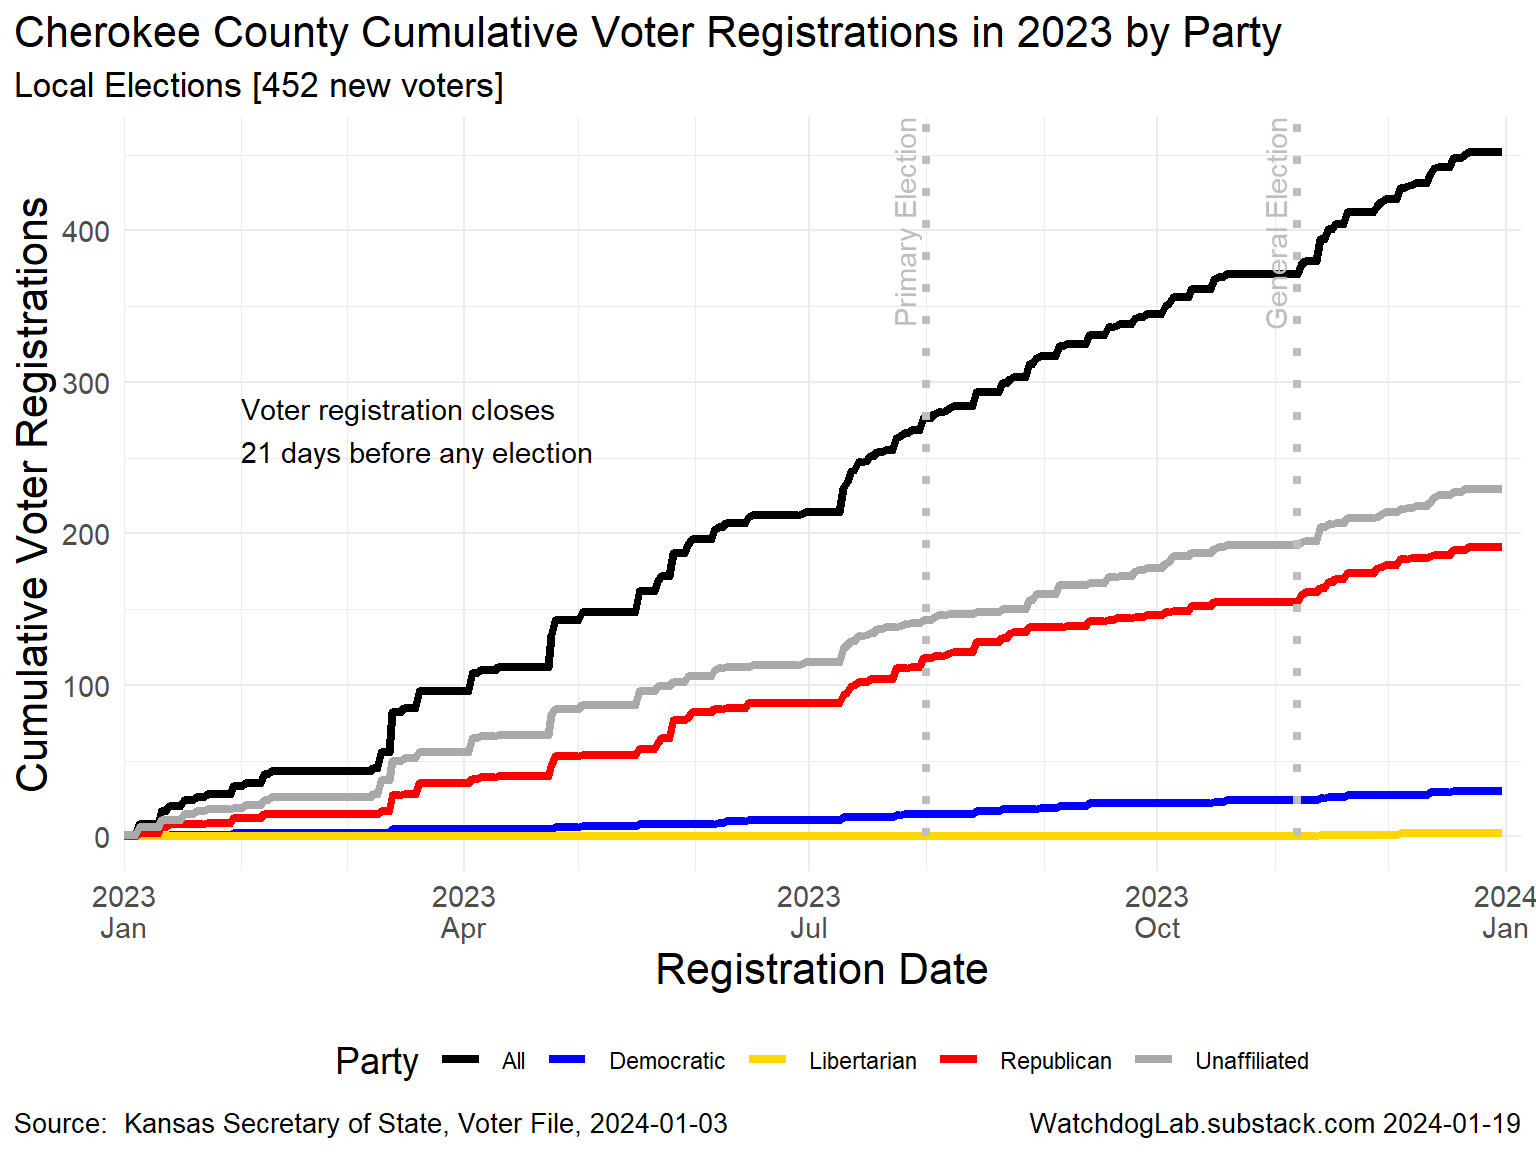 Cherokee County Cumulative Voter Registrations in 2023 by Party
Local Elections [452 new voters]
Cumulative Voter Registrations
400
300
200
100
0
Primary Election
General Election
Voter registration closes
21 days before any election
2023
Jan
2023
Apr
2023
Jul
2023
Oct
2024
Jan
Registration Date
Party All Democratic Libertarian Republican Unaffiliated
Source:  Kansas Secretary of State, Voter File, 2024-01-03
WatchdogLab.substack.com 2024-01-19